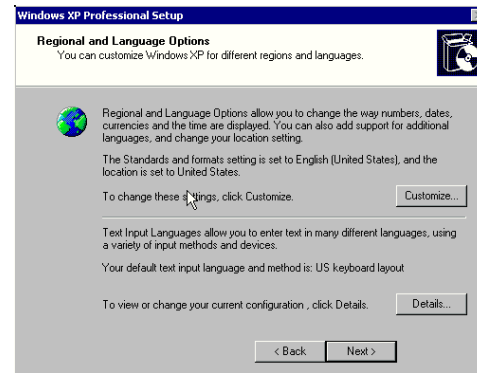 Windows XP Professional Setup
Regional and Language Options
You can customize Windows XP for different regions and languages.
Regional and Language Options allow you to change the way numbers, dates,
currencies and the time are displayed. You can also add support for additional
languages, and change your location setting.
The Standards and formats setting is set to English (United States), and the
location is set to United States.
To change these settings, click Customize.
Customize...
Text Input Languages allow you to enter text in many different languages, using
a variety of input methods and devices.
Your default text input language and method is: US keyboard layout
To view or change your current configuration , click Details.
Details...
< Back
Next >